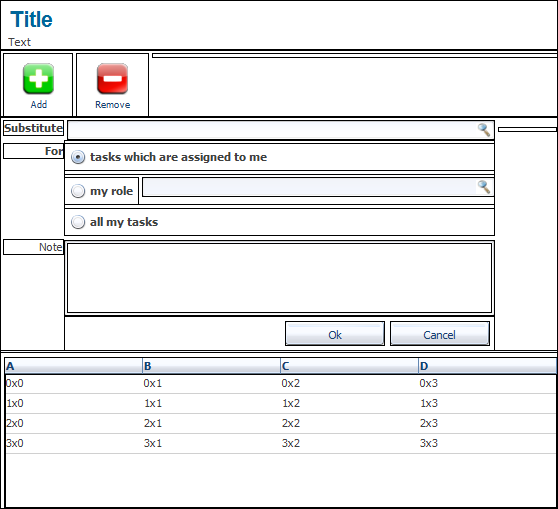 Title
Text
Add Remove
Substitute
For tasks which are assigned to me
my role
all my tasks
Note
Ok Cancel
A B C D
0x0 0x1 0x2 0x3
1x0 1x1 1x2 1x3
2x0 2x1 2x2 2x3
3x0 3x1 3x2 3x3